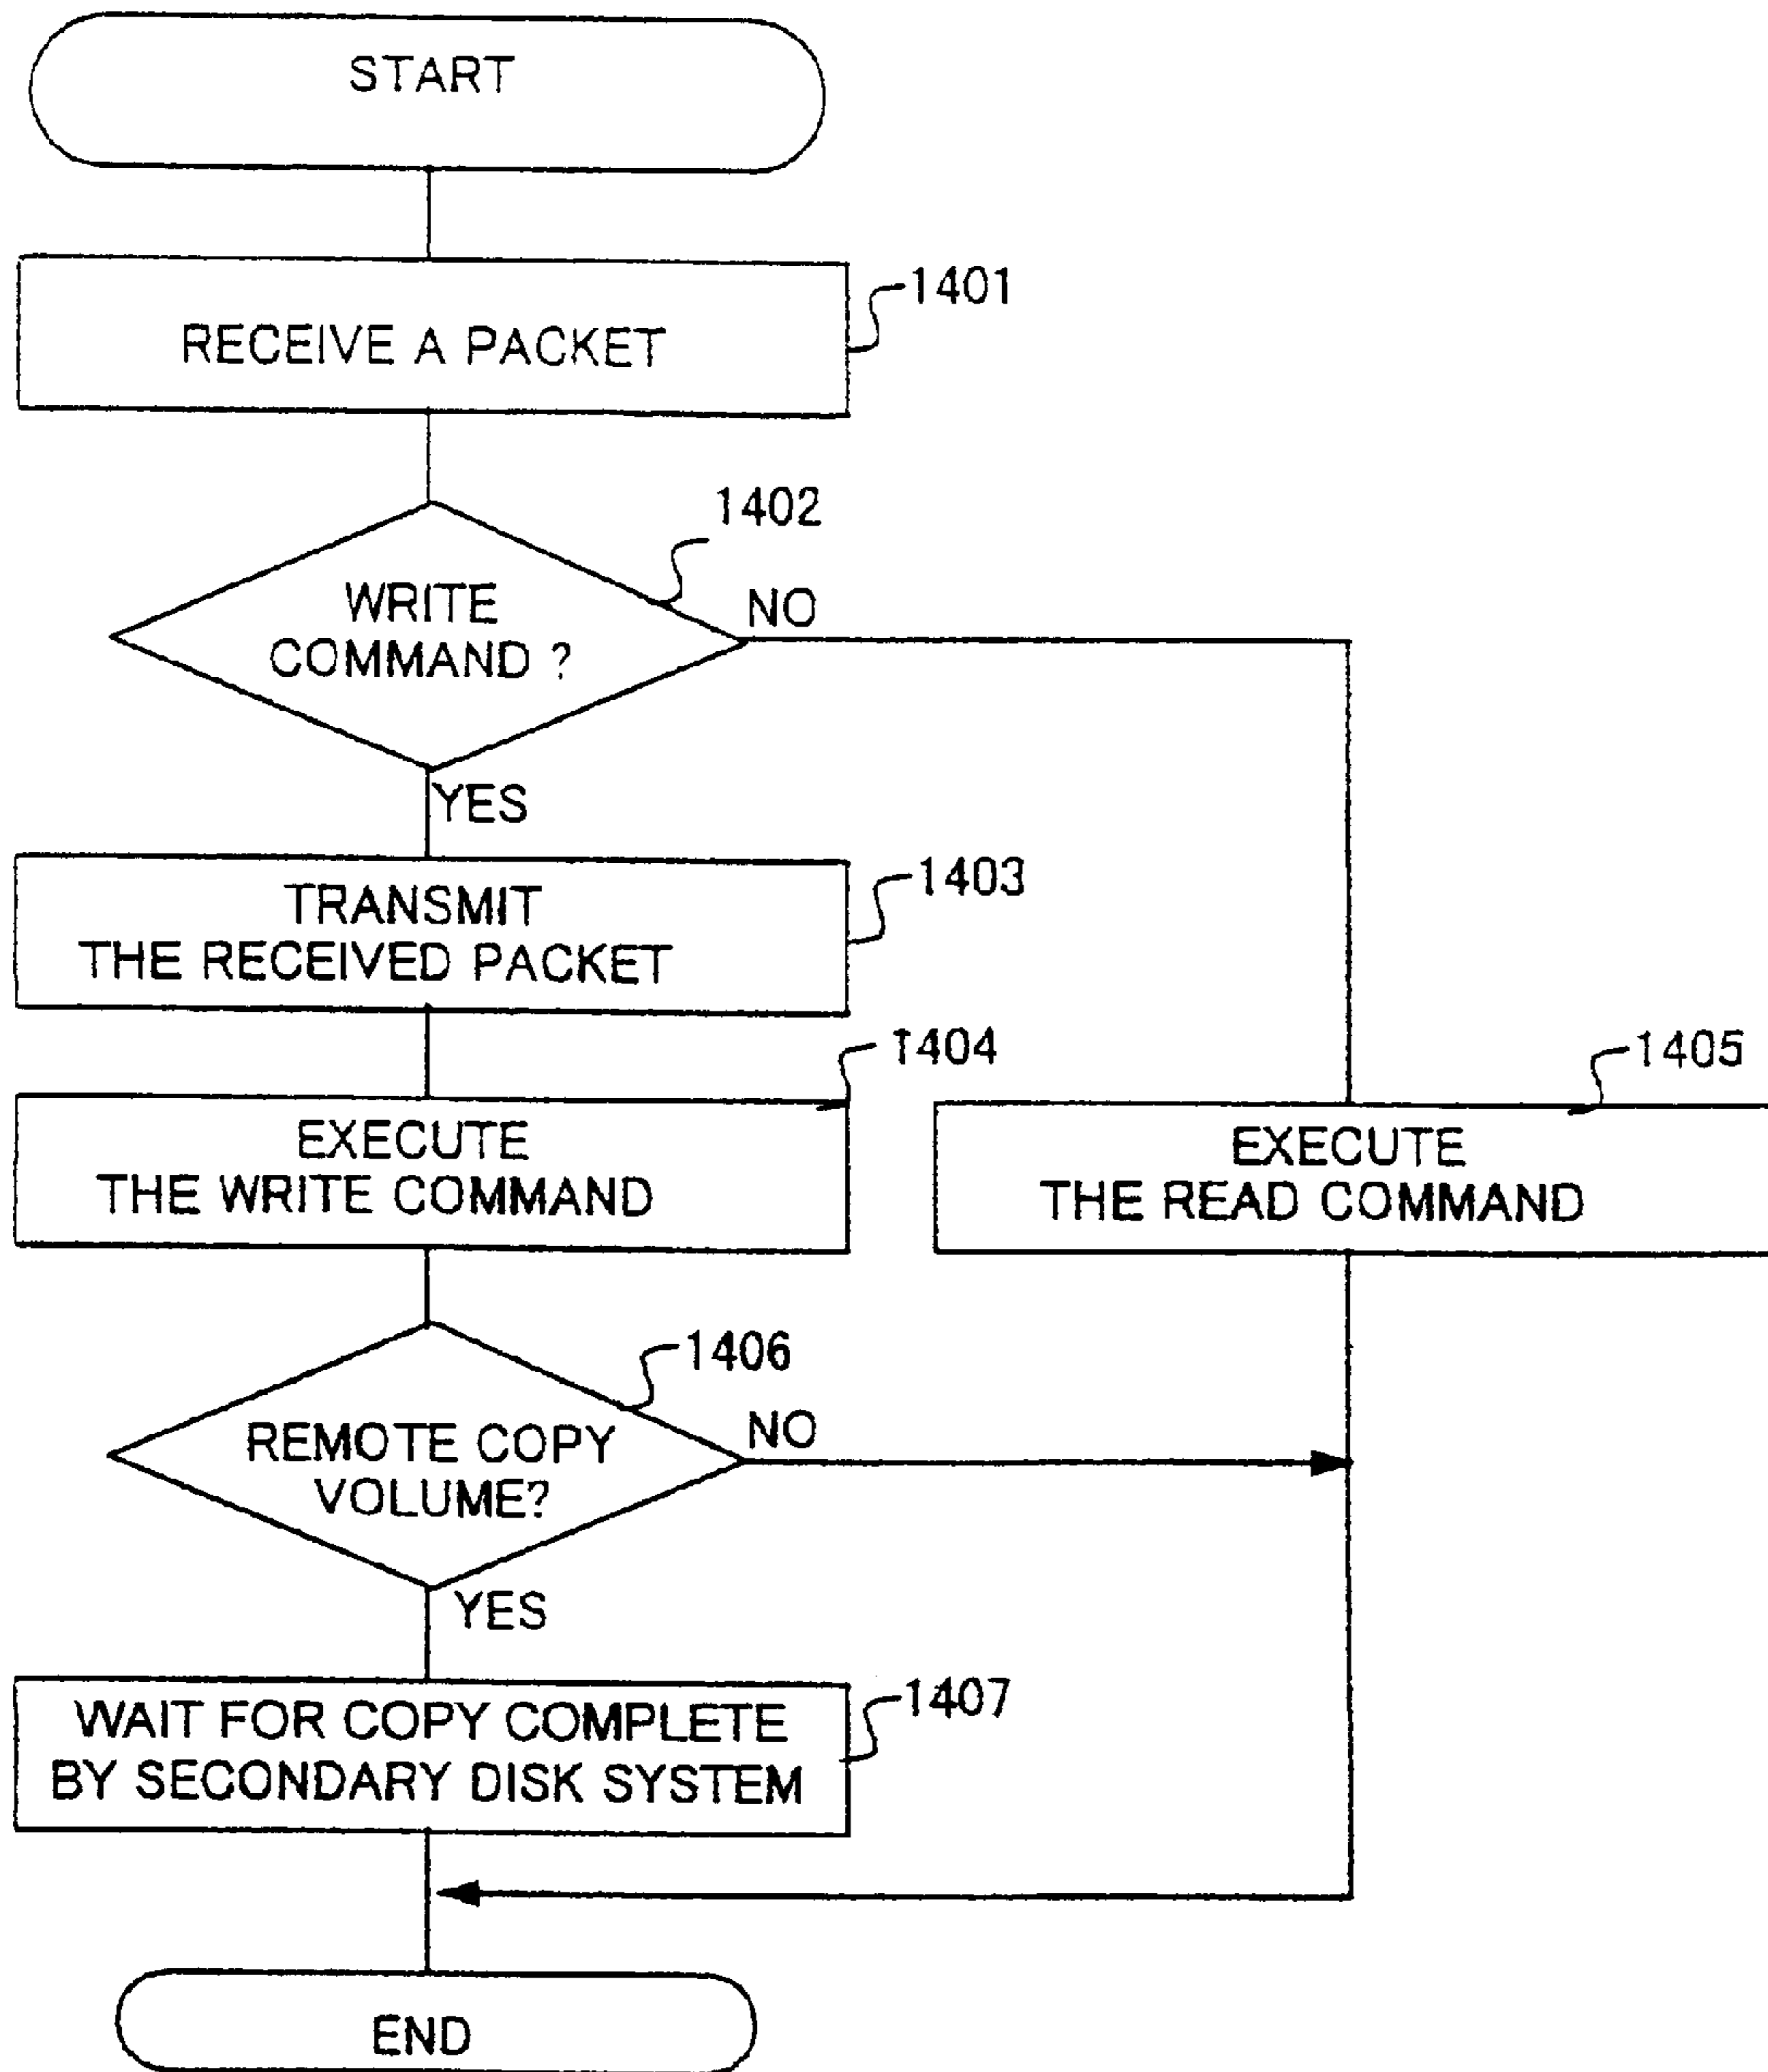 START
RECEIVE A PACKET
1401
1402
WRITE
COMMAND ?
NO
YES
TRANSMIT
THE RECEIVED PACKET
1403
1404
EXECUTE
THE WRITE COMMAND
1405
EXECUTE
THE READ COMMAND
1406
REMOTE COPY
VOLUME?
NO
YES
WAIT FOR COPY COMPLETE
BY SECONDARY DISK SYSTEM
1407
END